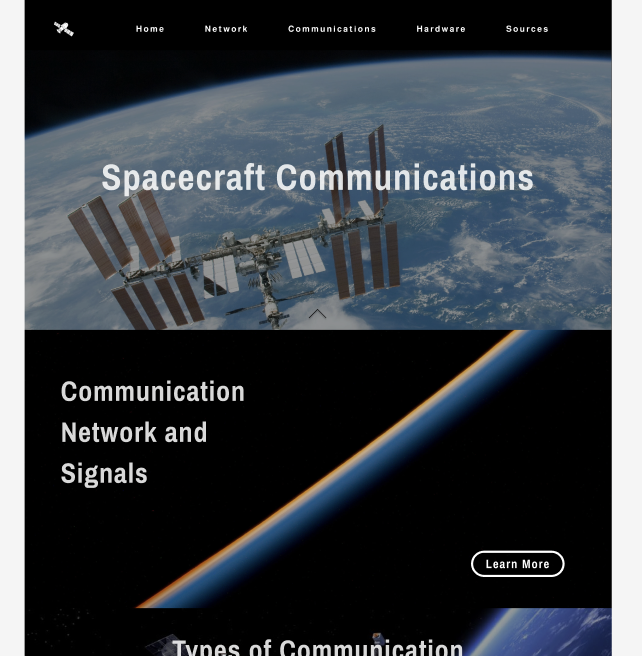 Home Network Communications Hardware Sources
Spacecraft Communications
Communication
Network and
Signals
Learn More
Types of Communication